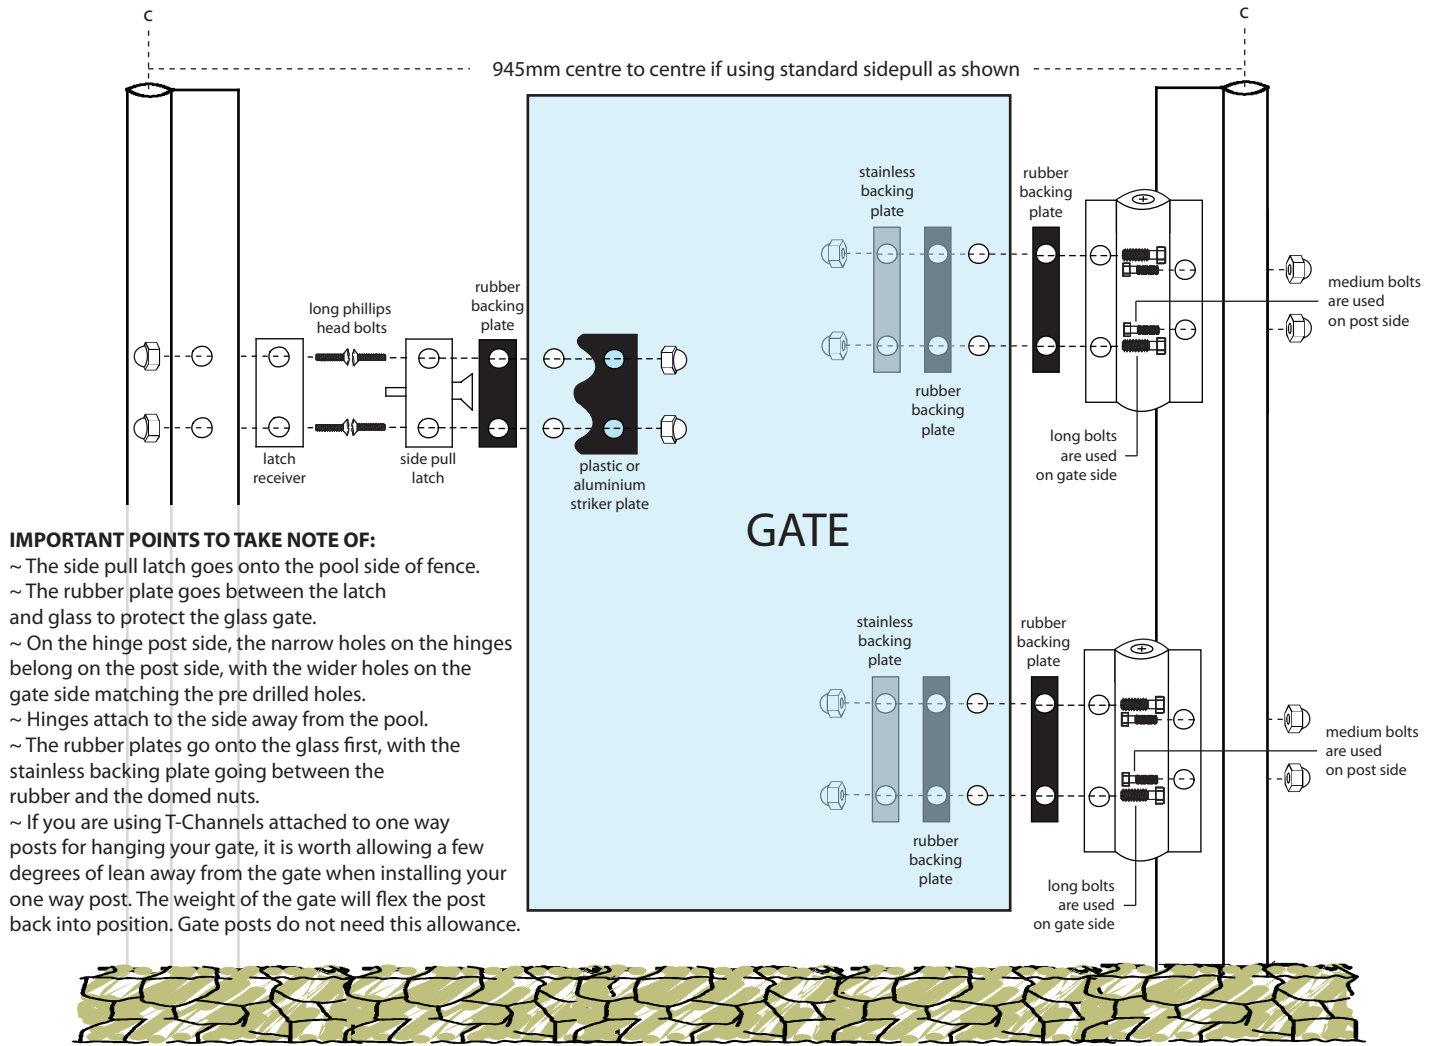 C
C
945mm centre to centre if using standard sidepull as shown
stainless
backing
plate
rubber
backing
plate
medium bolts
are used
on post side
rubber
backing
plate
long phillips
head bolts
rubber
backing
plate
long bolts
are used
on gate side
latch
receiver
side pull
latch
plastic or
aluminium
striker plate
GATE
IMPORTANT POINTS TO TAKE NOTE OF:
~ The side pull latch goes onto the pool side of fence.
~ The rubber plate goes between the latch
and glass to protect the glass gate.
~ On the hinge post side, the narrow holes on the hinges
belong on the post side, with the wider holes on the
gate side matching the pre drilled holes.
~ Hinges attach to the side away from the pool.
~ The rubber plates go onto the glass first, with the
stainless backing plate going between the
rubber and the domed nuts.
~ If you are using T-Channels attached to one way
posts for hanging your gate, it is worth allowing a few
degrees of lean away from the gate when installing your
one way post. The weight of the gate will flex the post
back into position. Gate posts do not need this allowance.
stainless
backing
plate
rubber
backing
plate
medium bolts
are used
on post side
rubber
backing
plate
long bolts
are used
on gate side